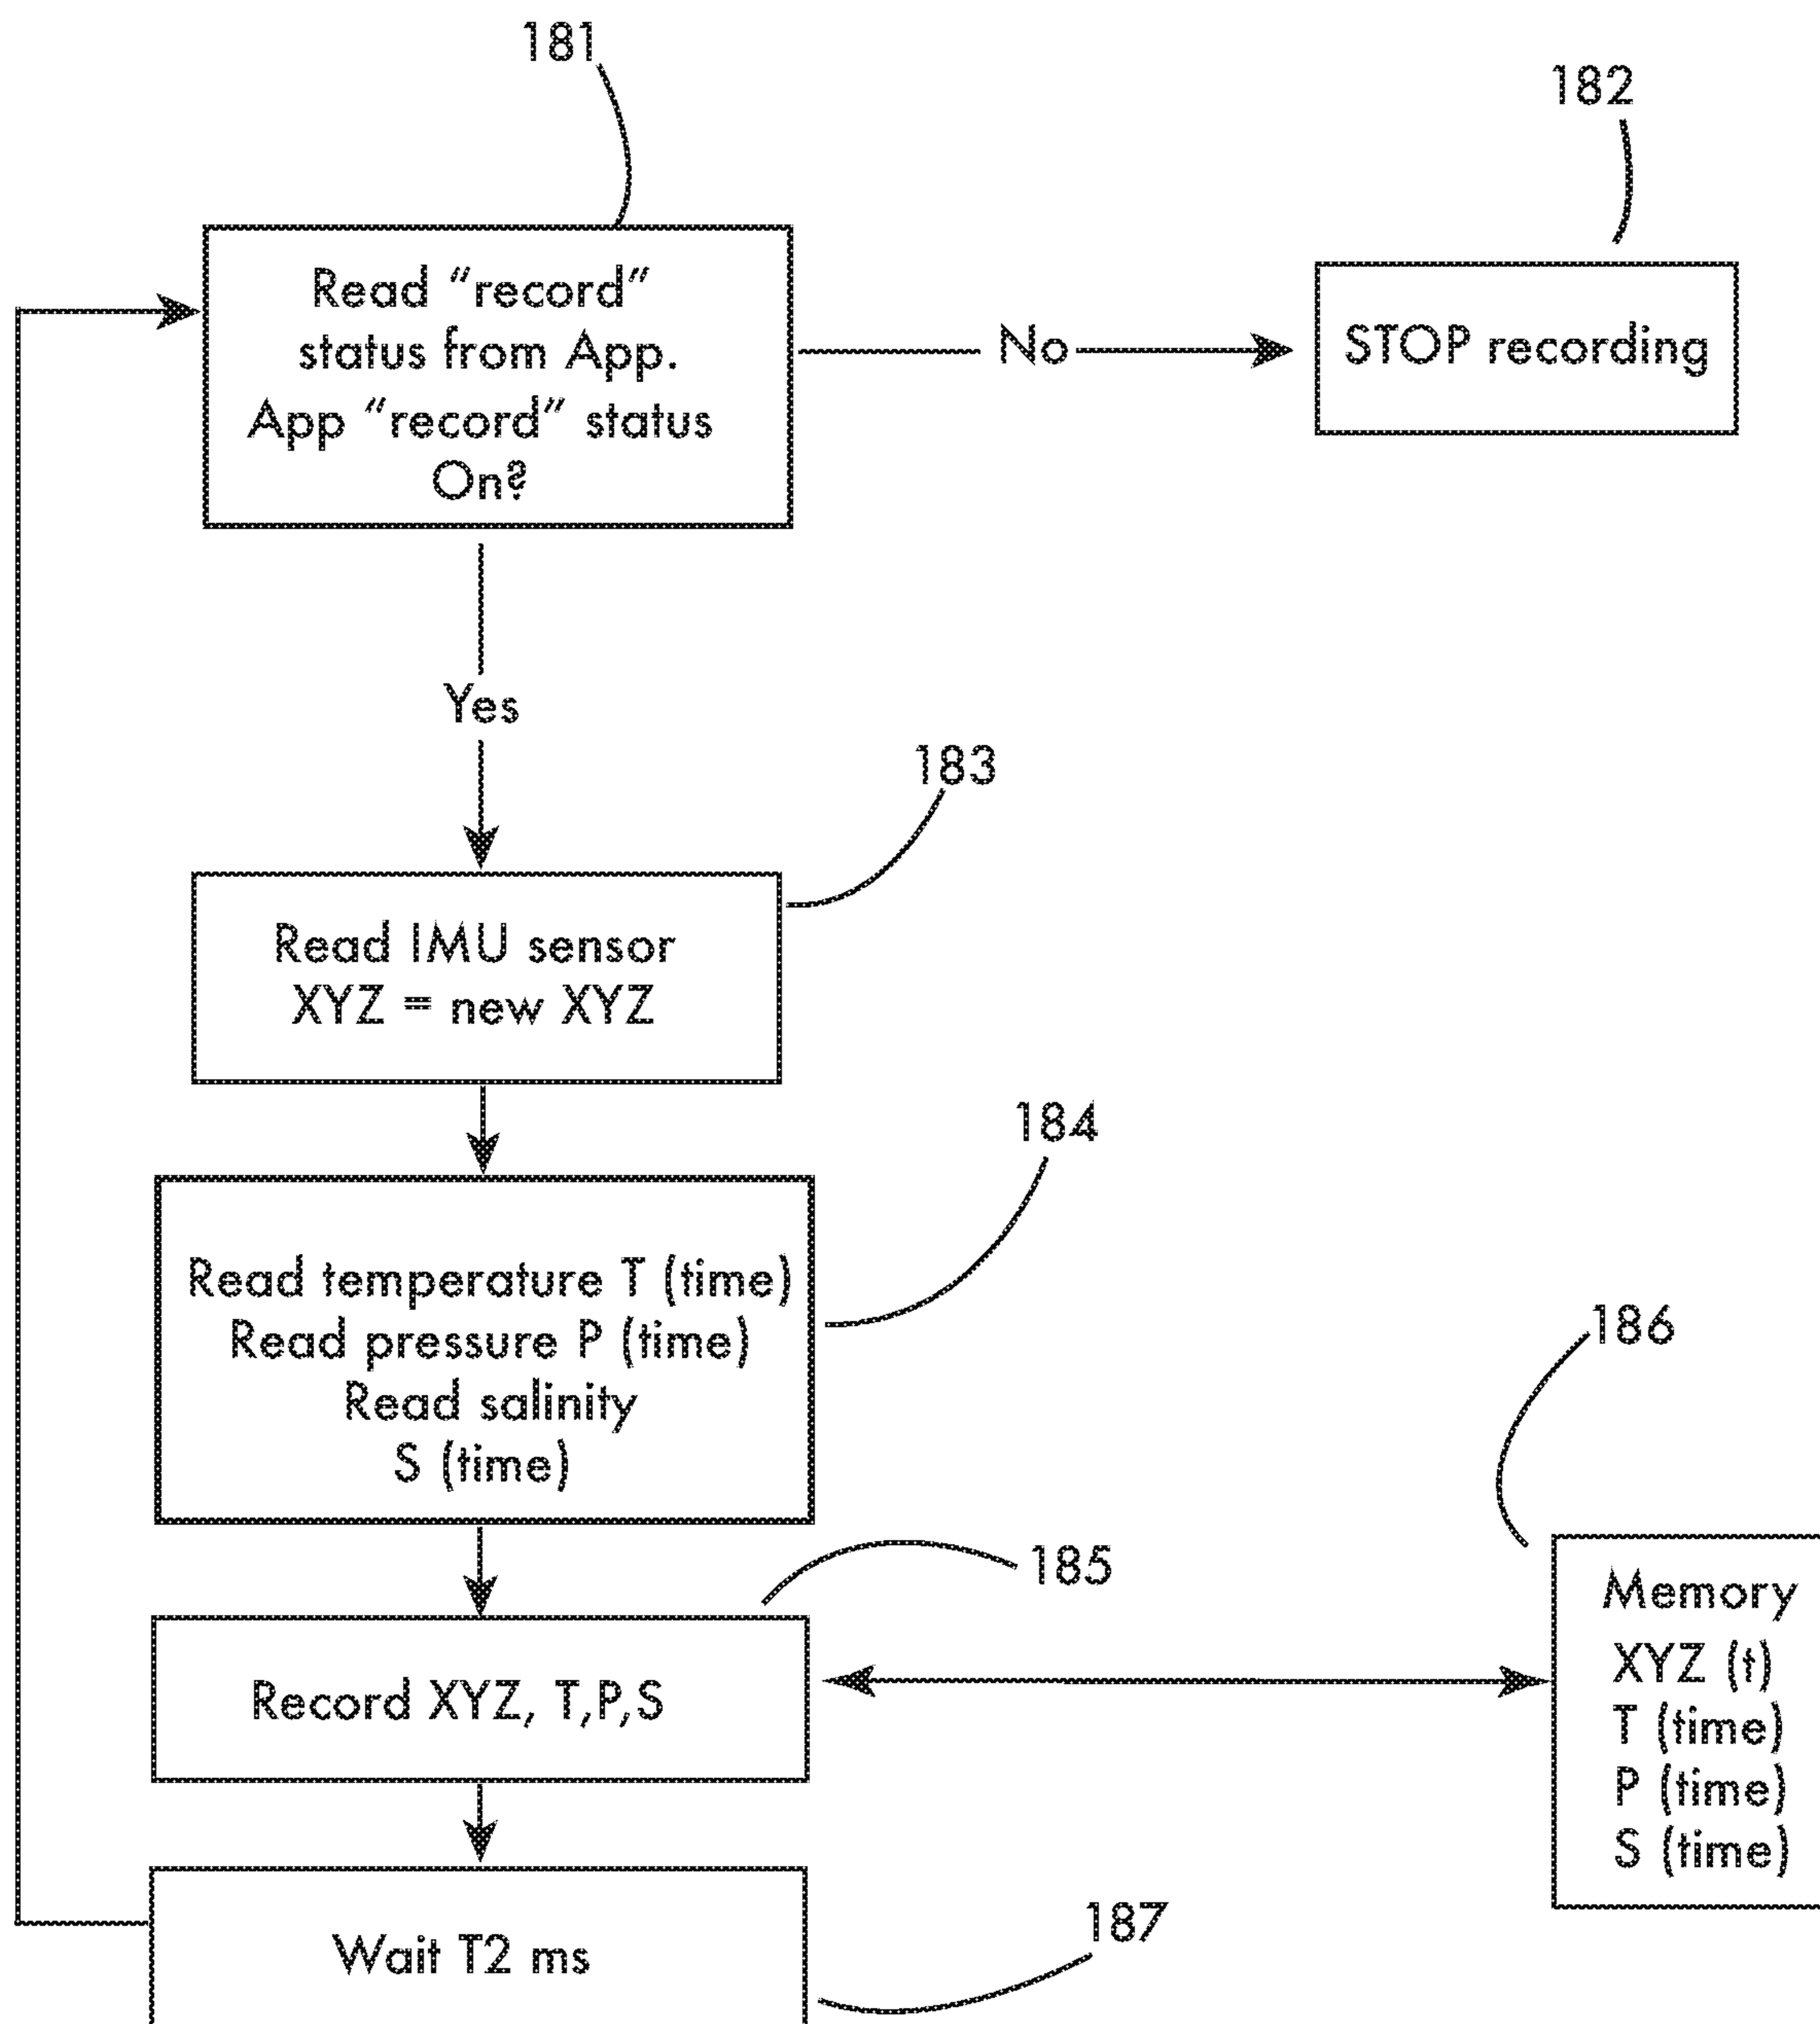 181
182
Read “record”
status from App.
App “record” status
On?
No
STOP recording
Yes
183
Read IMU sensor
XYZ = new XYZ
184
Read temperature T (time)
Read pressure P (time)
Read salinity
S (time)
186
185
Record XYZ, T,P,S
Memory
XYZ (t)
T (time)
P (time)
S (time)
187
Wait T2 ms